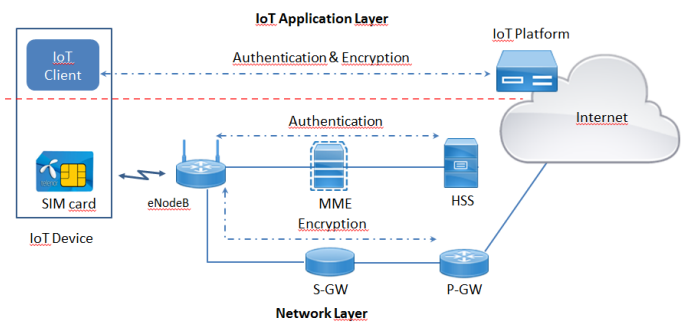 IoT Application Layer
IoT Platform
IoT
Client
Authentication & Encryption
Internet
Authentication
SIM card
eNodeB
MME
HSS
Encryption
IoT Device
S-GW
P-GW
Network Layer